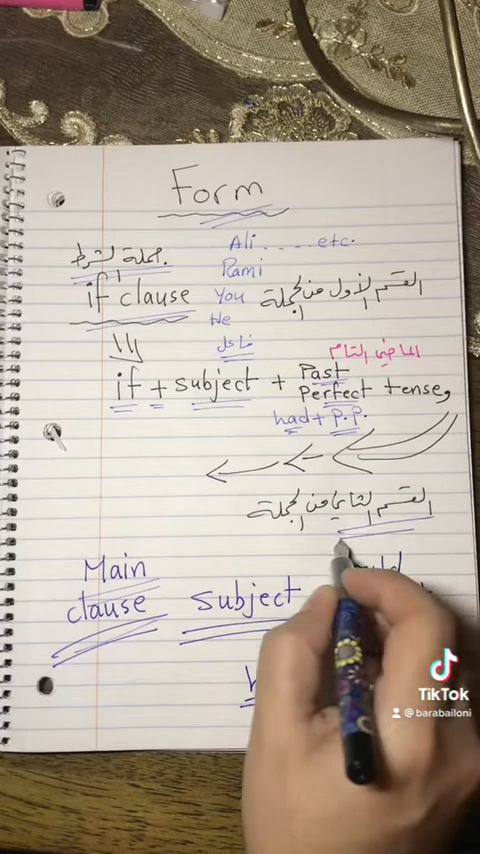 Form
Ali ..... etc.
جملة الشرط
Rami
if clause
You
القسم الأول من الجملة
He
فاعل
الماضي التام
Past
if + subject + Perfect tense,
had + P.P.
القسم الثاني من الجملة
Main
clause
subject
TikTok
@barabailoni